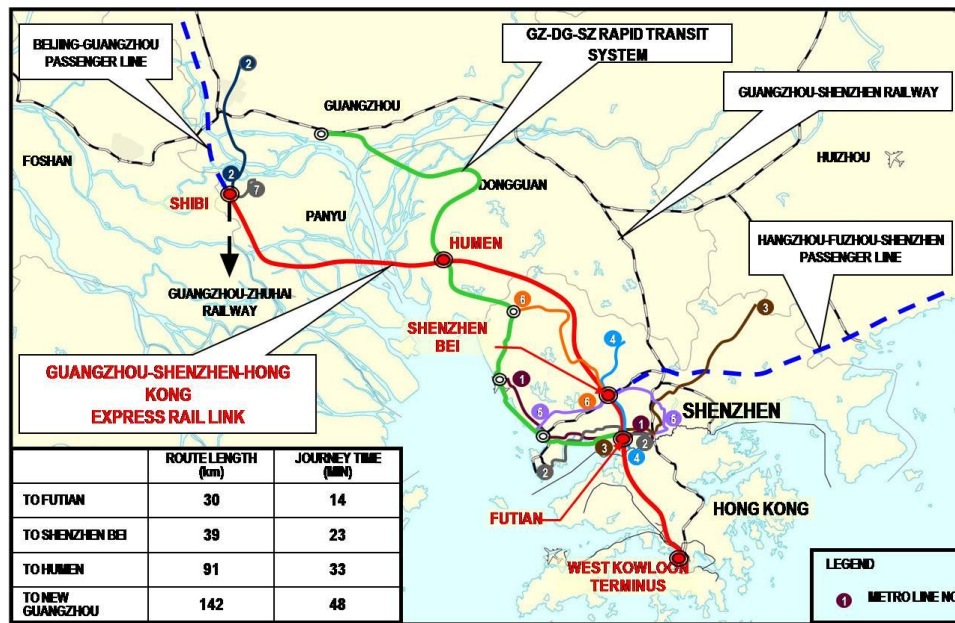 BEIJING-GUANGZHOU
PASSENGER LINE
2
GZ-DG-SZ RAPID TRANSIT
SYSTEM
GUANGZHOU
GUANGZHOU-SHENZHEN RAILWAY
FOSHAN
HUIZHOU
2
7
SHIBI
DONGGUAN
PANYU
HUMEN
HANGZHOU-FUZHOU-SHENZHEN
PASSENGER LINE
GUANGZHOU-ZHUHAI
RAILWAY
6
3
SHENZHEN
BEI
4
GUANGZHOU-SHENZHEN-HONG
KONG
EXPRESS RAIL LINK
1
6
5
SHENZHEN
5
1
3
2
4
2
FUTIAN
HONG KONG
WEST KOWLOON
TERMINUS
ROUTE LENGTH
(km)
JOURNEY TIME
(MIN)
TO FUTIAN 30 14
TO SHENZHEN BEI 39 23
TO HUMEN 91 33
TO NEW
GUANGZHOU 142 48
LEGEND
1 METRO LINE NO